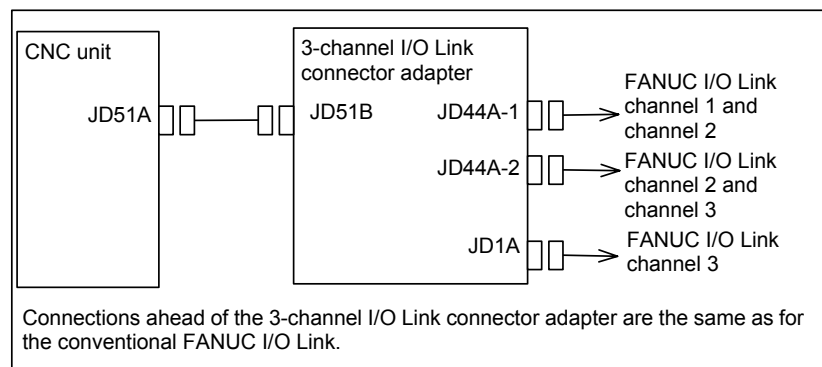 CNC unit
JD51A
3-channel I/O Link
connector adapter
JD51B
JD44A-1
JD44A-2
JD1A
FANUC I/O Link
channel 1 and
channel 2
FANUC I/O Link
channel 2 and
channel 3
FANUC I/O Link
channel 3
Connections ahead of the 3-channel I/O Link connector adapter are the same as for
the conventional FANUC I/O Link.